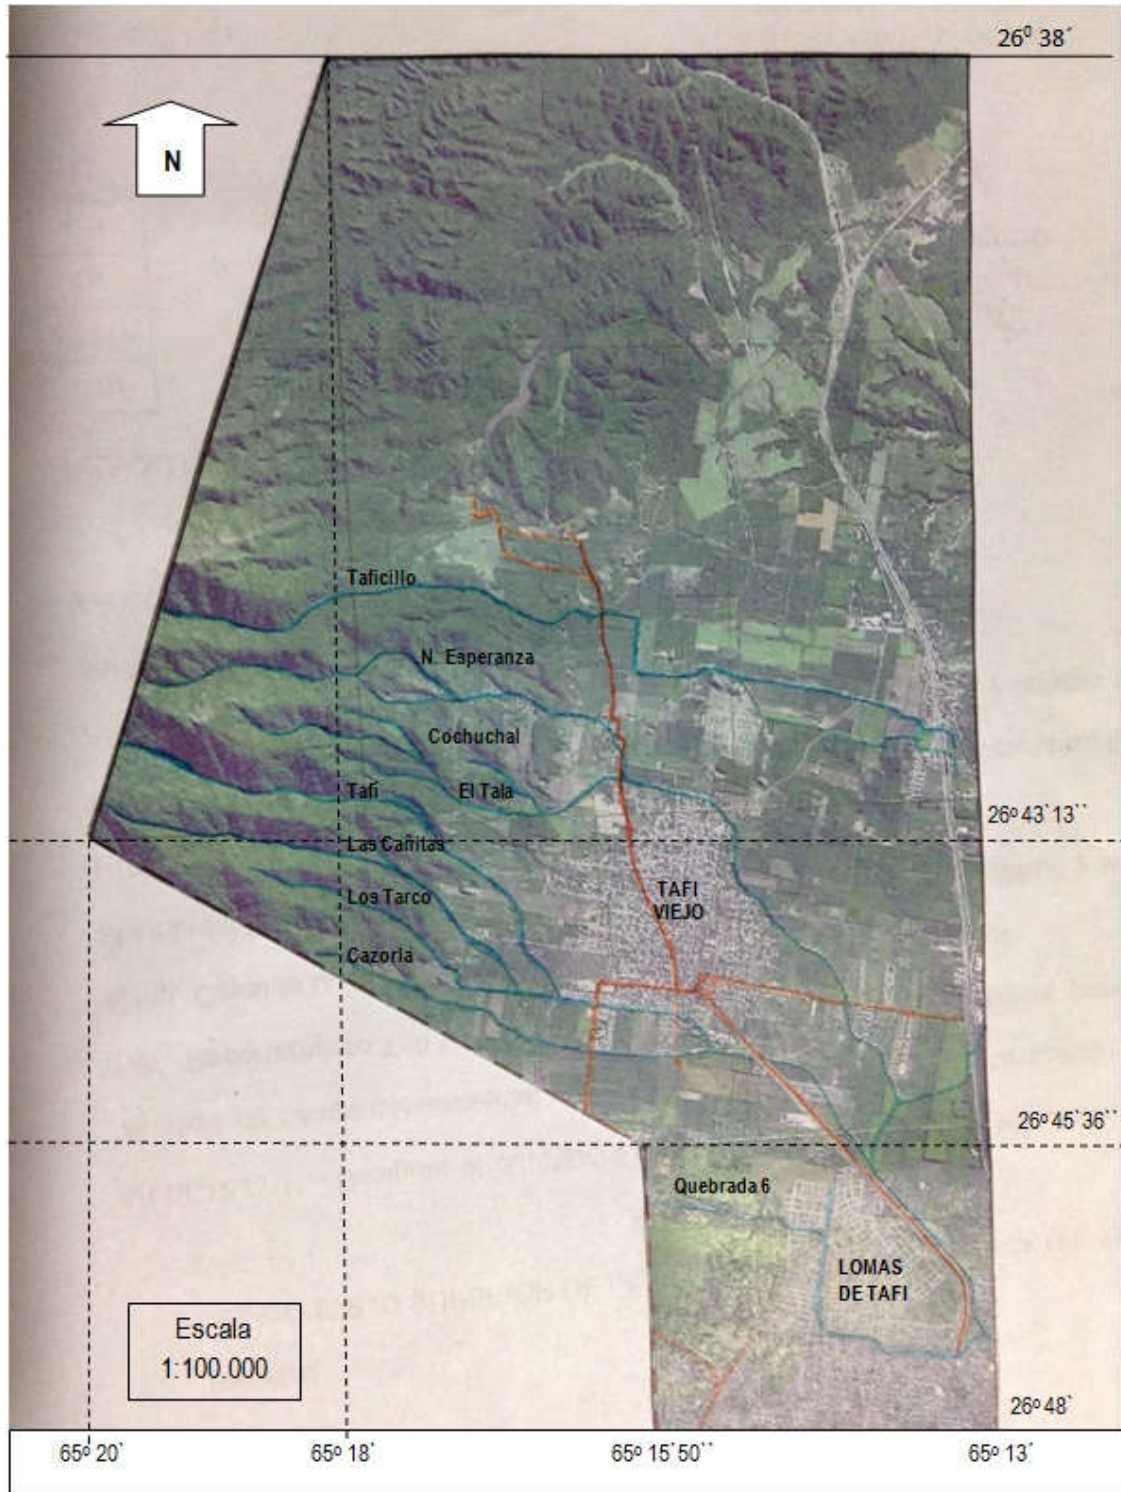 26⁰ 38´
N
Taficillo
N. Esperanza
Cochuchal
Tafi
El Tala
26º 43`13``
Las Cañitas
TAFI
VIEJO
Los Tarco
Cazorla
26º 45`36``
Quebrada 6
LOMAS
DE TAFI
Escala
1:100.000
26º 48`
65º 20`
65º 18`
65º 15`50``
65º 13`